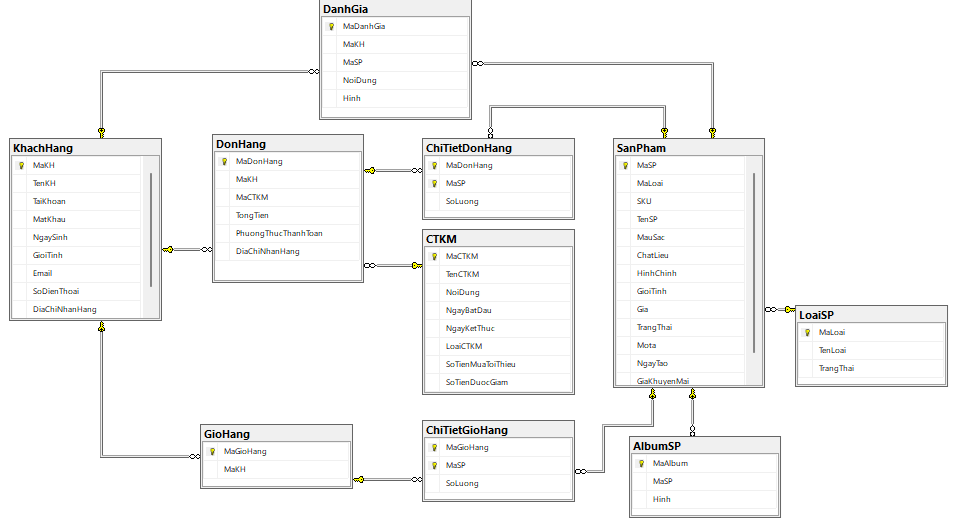 DanhGia
MaDanhGia
MaKH
MaSP
NoiDung
Hinh
KhachHang
MaKH
TenKH
TaiKhoan
MatKhau
NgaySinh
GioiTinh
Email
SoDienThoai
DiaChiNhanHang
DonHang
MaDonHang
MaKH
MaCTKM
TongTien
PhuongThucThanhToan
DiaChiNhanHang
ChiTietDonHang
MaDonHang
MaSP
SoLuong
CTKM
MaCTKM
TenCTKM
NoiDung
NgayBatDau
NgayKetThuc
LoaiCTKM
SoTienMuaToiThieu
SoTienDuocGiam
SanPham
MaSP
MaLoai
SKU
TenSP
MauSac
ChatLieu
HinhChinh
GioiTinh
Gia
TrangThai
Mota
NgayTao
GiaKhuyenMai
LoaiSP
MaLoai
TenLoai
TrangThai
GioHang
MaGioHang
MaKH
ChiTietGioHang
MaGioHang
MaSP
SoLuong
AlbumSP
MaAlbum
MaSP
Hinh